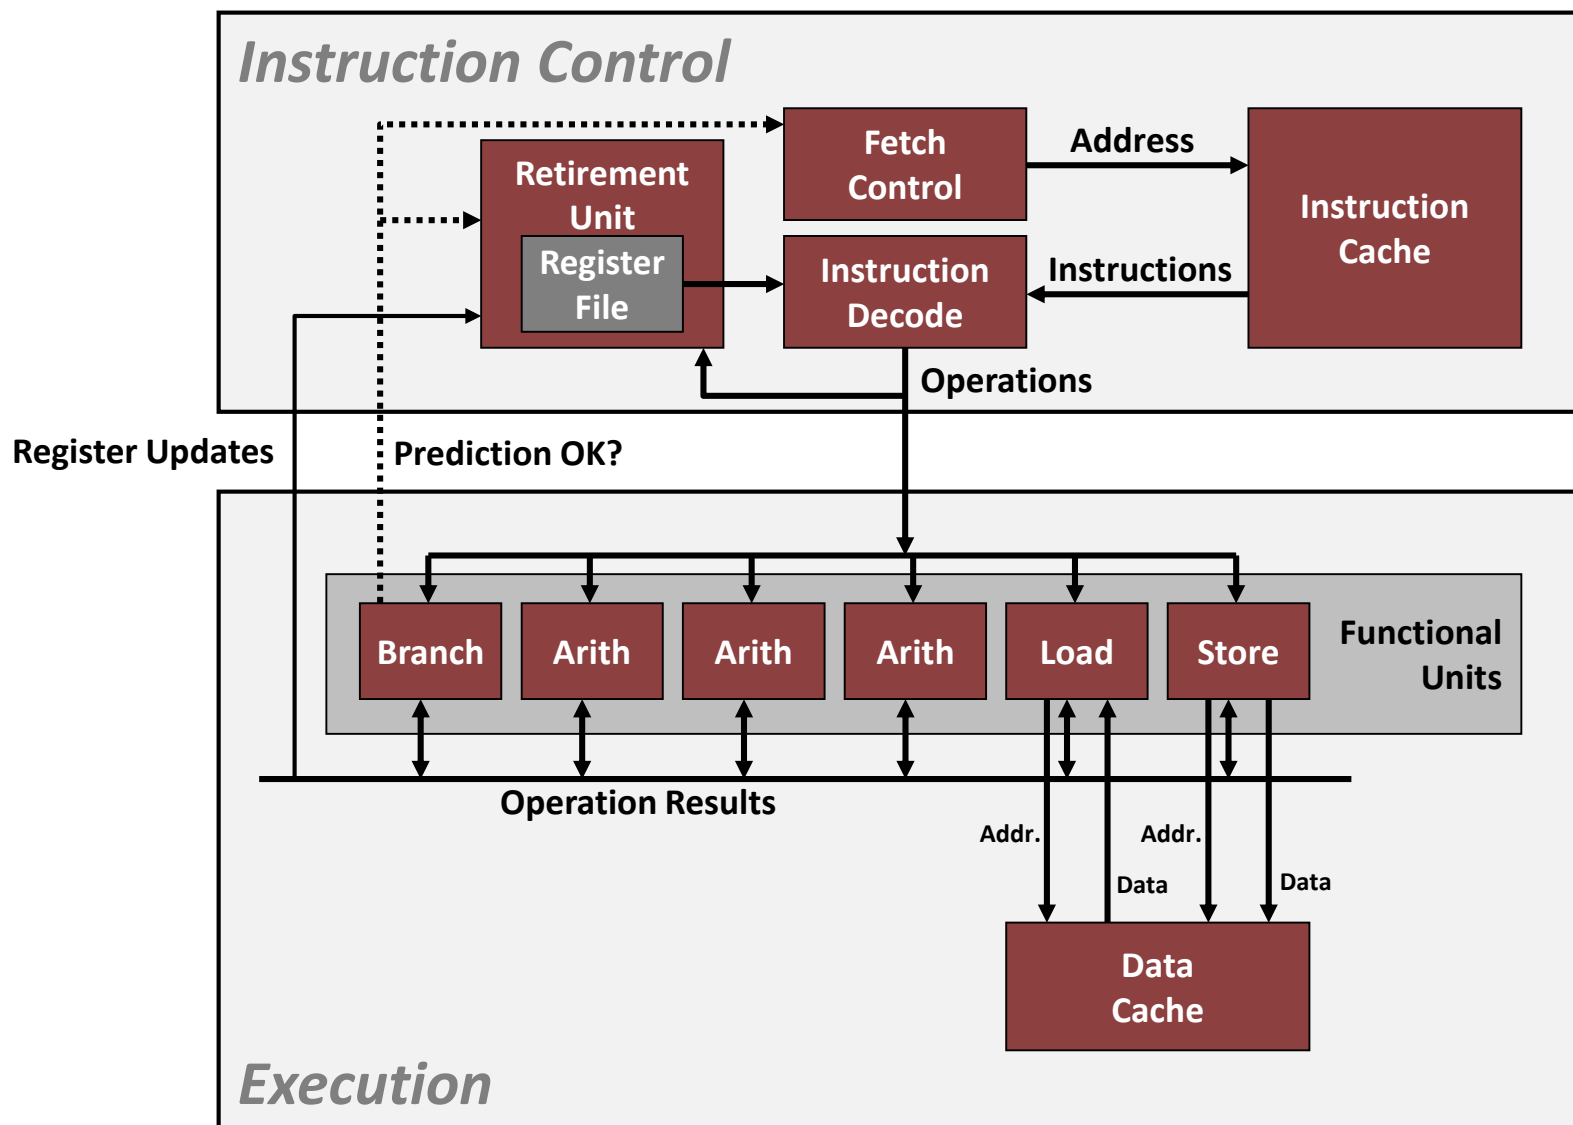 Instruction Control
Fetch
Control
Address
Instruction
Cache
Retirement
Unit
Register
File
Instruction
Decode
Instructions
Operations
Register Updates
Prediction OK?
Branch
Arith
Arith
Arith
Load
Store
Functional
Units
Operation Results
Addr.
Data
Addr.
Data
Data
Cache
Execution